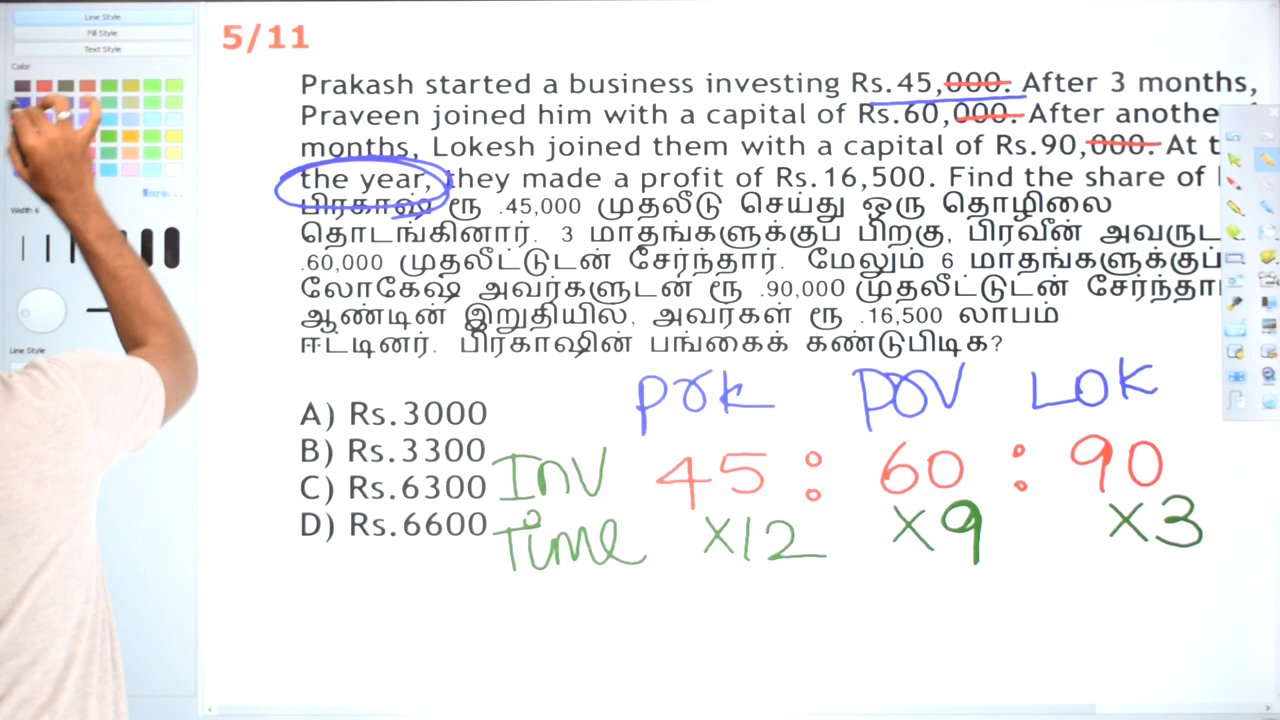 Line Style
Fill Style
Text Style
Color
More...
Width 6
Line Style
5/11
Prakash started a business investing Rs.45,000. After 3 months,
Praveen joined him with a capital of Rs.60,000. After anothe
months, Lokesh joined them with a capital of Rs.90,000. At t
the year, they made a profit of Rs.16,500. Find the share of
பிரகாஷ் ரூ .45,000 முதலீடு செய்து ஒரு தொழிலை
தொடங்கினார். 3 மாதங்களுக்குப் பிறகு, பிரவீன் அவருட
.60,000 முதலீட்டுடன் சேர்ந்தார். மேலும் 6 மாதங்களுக்குப்
லோகேஷ் அவர்களுடன் ரூ .90,000 முதலீட்டுடன் சேர்ந்தா
ஆண்டின் இறுதியில், அவர்கள் ரூ .16,500 லாபம்
ஈட்டினர். பிரகாஷின் பங்கைக் கண்டுபிடிக?
A) Rs.3000
B) Rs.3300
C) Rs.6300
D) Rs.6600
Prk Prv Lok
Inv 45 : 60 : 90
Time x12 x9 x3